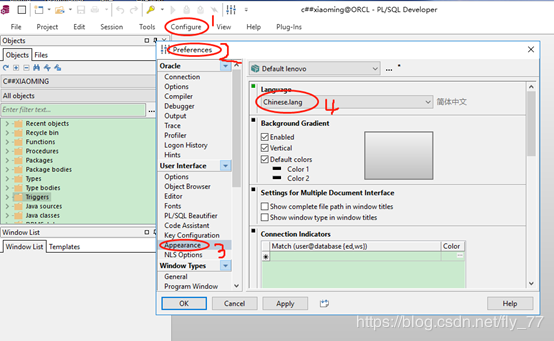 c##xiaoming@ORCL - PL/SQL Developer
File Project Session Tools Configure View Help Plug-Ins
1
Objects
Objects Files
C##XIAOMING
All objects
Enter filter text...
Recent objects
Recycle bin
Functions
Procedures
Packages
Package bodies
Types
Type bodies
Triggers
Java sources
Java classes
Window List
Window List Templates
Preferences
2
Oracle
Connection
Options
Compiler
Debugger
Output
Trace
Profiler
Logon History
Hints
User Interface
Options
Object Browser
Editor
Fonts
PL/SQL Beautifier
Code Assistant
Key Configuration
Appearance
3
NLS Options
Window Types
General
Program Window
Default lenovo
... *
Language
Chinese.lang
简体中文
4
Background Gradient
Enabled
Vertical
Default colors
Color 1
Color 2
Settings for Multiple Document Interface
Show complete file path in window titles
Show window type in window titles
Connection Indicators
Match (user@database {ed,ws}) Color
OK Cancel Apply Help
https://blog.csdn.net/fly_77